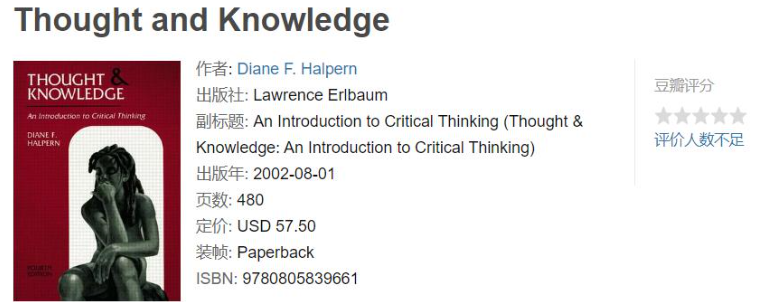 Thought and Knowledge
THOUGHT &
KNOWLEDGE
An Introduction to Critical Thinking
DIANE F.
HALPERN
FOURTH
EDITION
作者: Diane F. Halpern
出版社: Lawrence Erlbaum
副标题: An Introduction to Critical Thinking (Thought &
Knowledge: An Introduction to Critical Thinking)
出版年: 2002-08-01
页数: 480
定价: USD 57.50
装帧: Paperback
ISBN: 9780805839661
豆瓣评分
评价人数不足